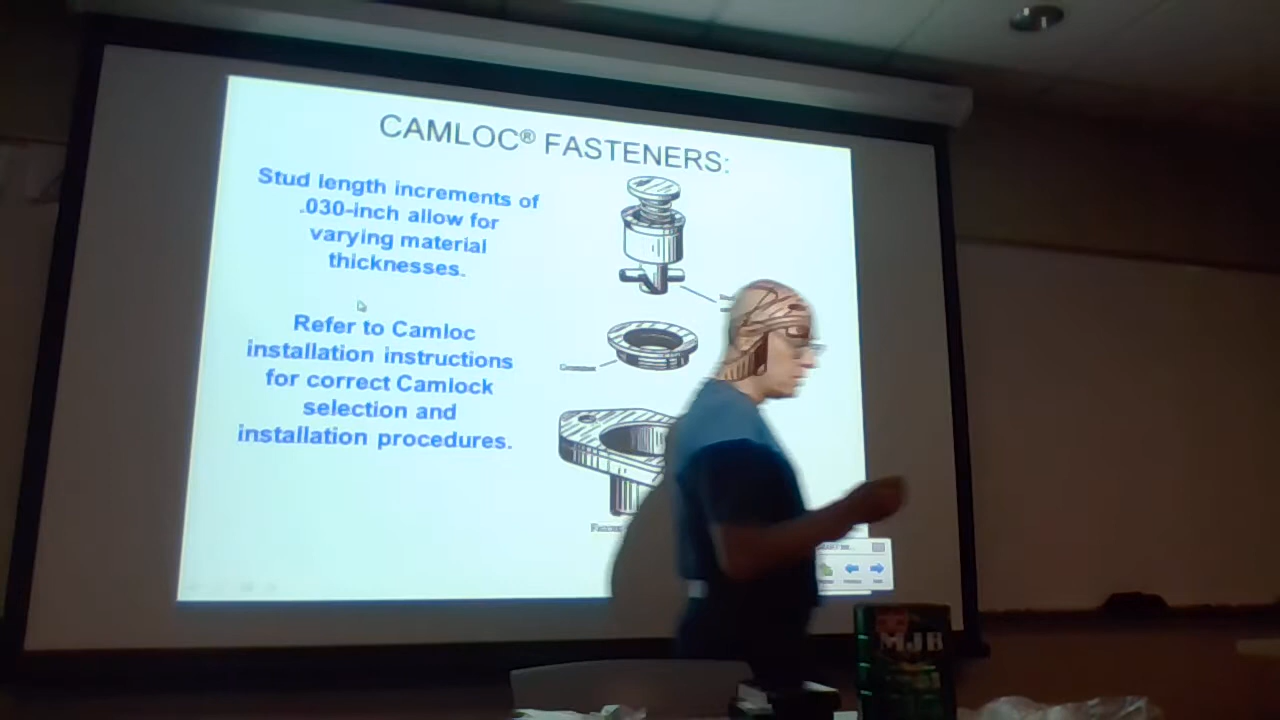 CAMLOC® FASTENERS:
Stud length increments of
.030-inch allow for
varying material
thicknesses.
Refer to Camloc
installation instructions
for correct Camlock
selection and
installation procedures.